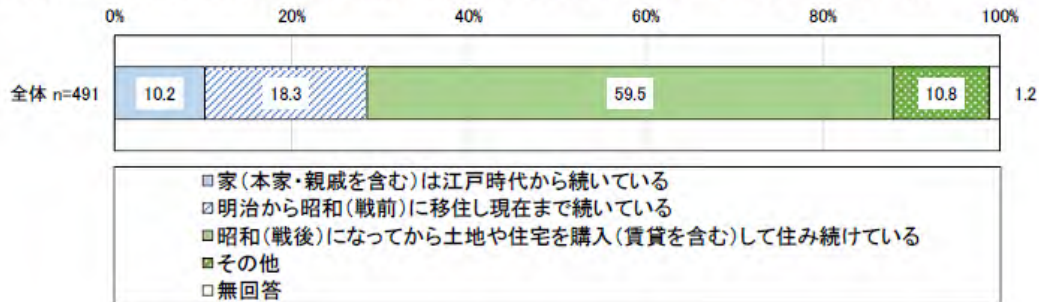 0% 20% 40% 60% 80% 100%
全体 n=491 10.2 18.3 59.5 10.8 1.2
家(本家・親戚を含む)は江戸時代から続いている
明治から昭和(戦前)に移住し現在まで続いている
昭和(戦後)になってから土地や住宅を購入(賃貸を含む)して住み続けている
その他
無回答